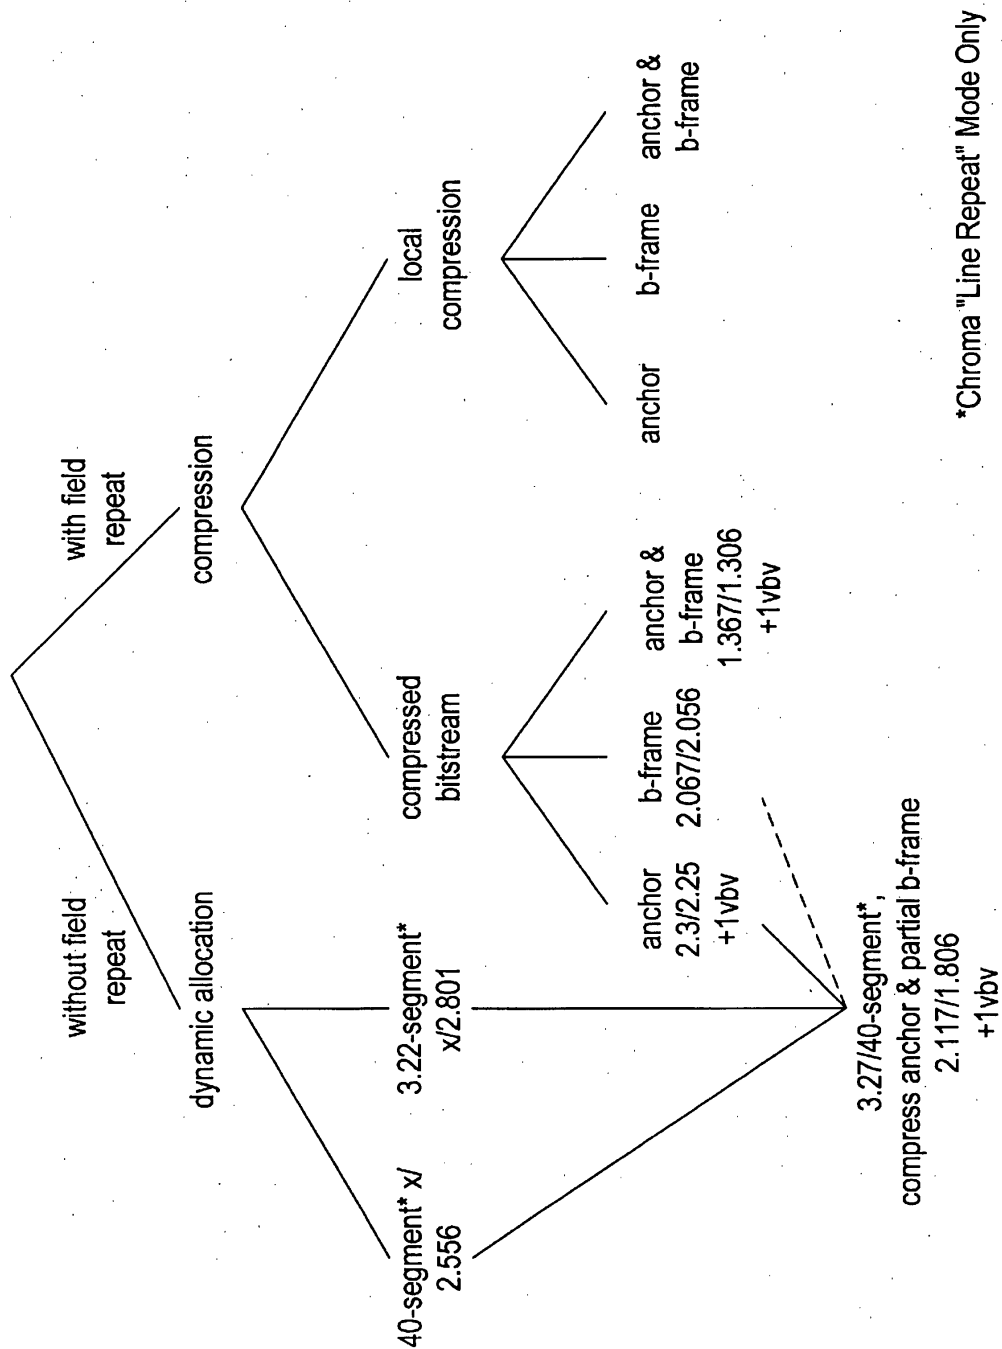 without field
repeat
with field
repeat
dynamic allocation
compression
40-segment* x/
2.556
3.22-segment*
x/2.801
compressed
bitstream
local
compression
anchor
2.3/2.25
+1vbv
b-frame
2.067/2.056
anchor &
b-frame
1.367/1.306
+1vbv
anchor
b-frame
anchor &
b-frame
3.27/40-segment*,
compress anchor & partial b-frame
2.117/1.806
+1vbv
*Chroma "Line Repeat" Mode Only